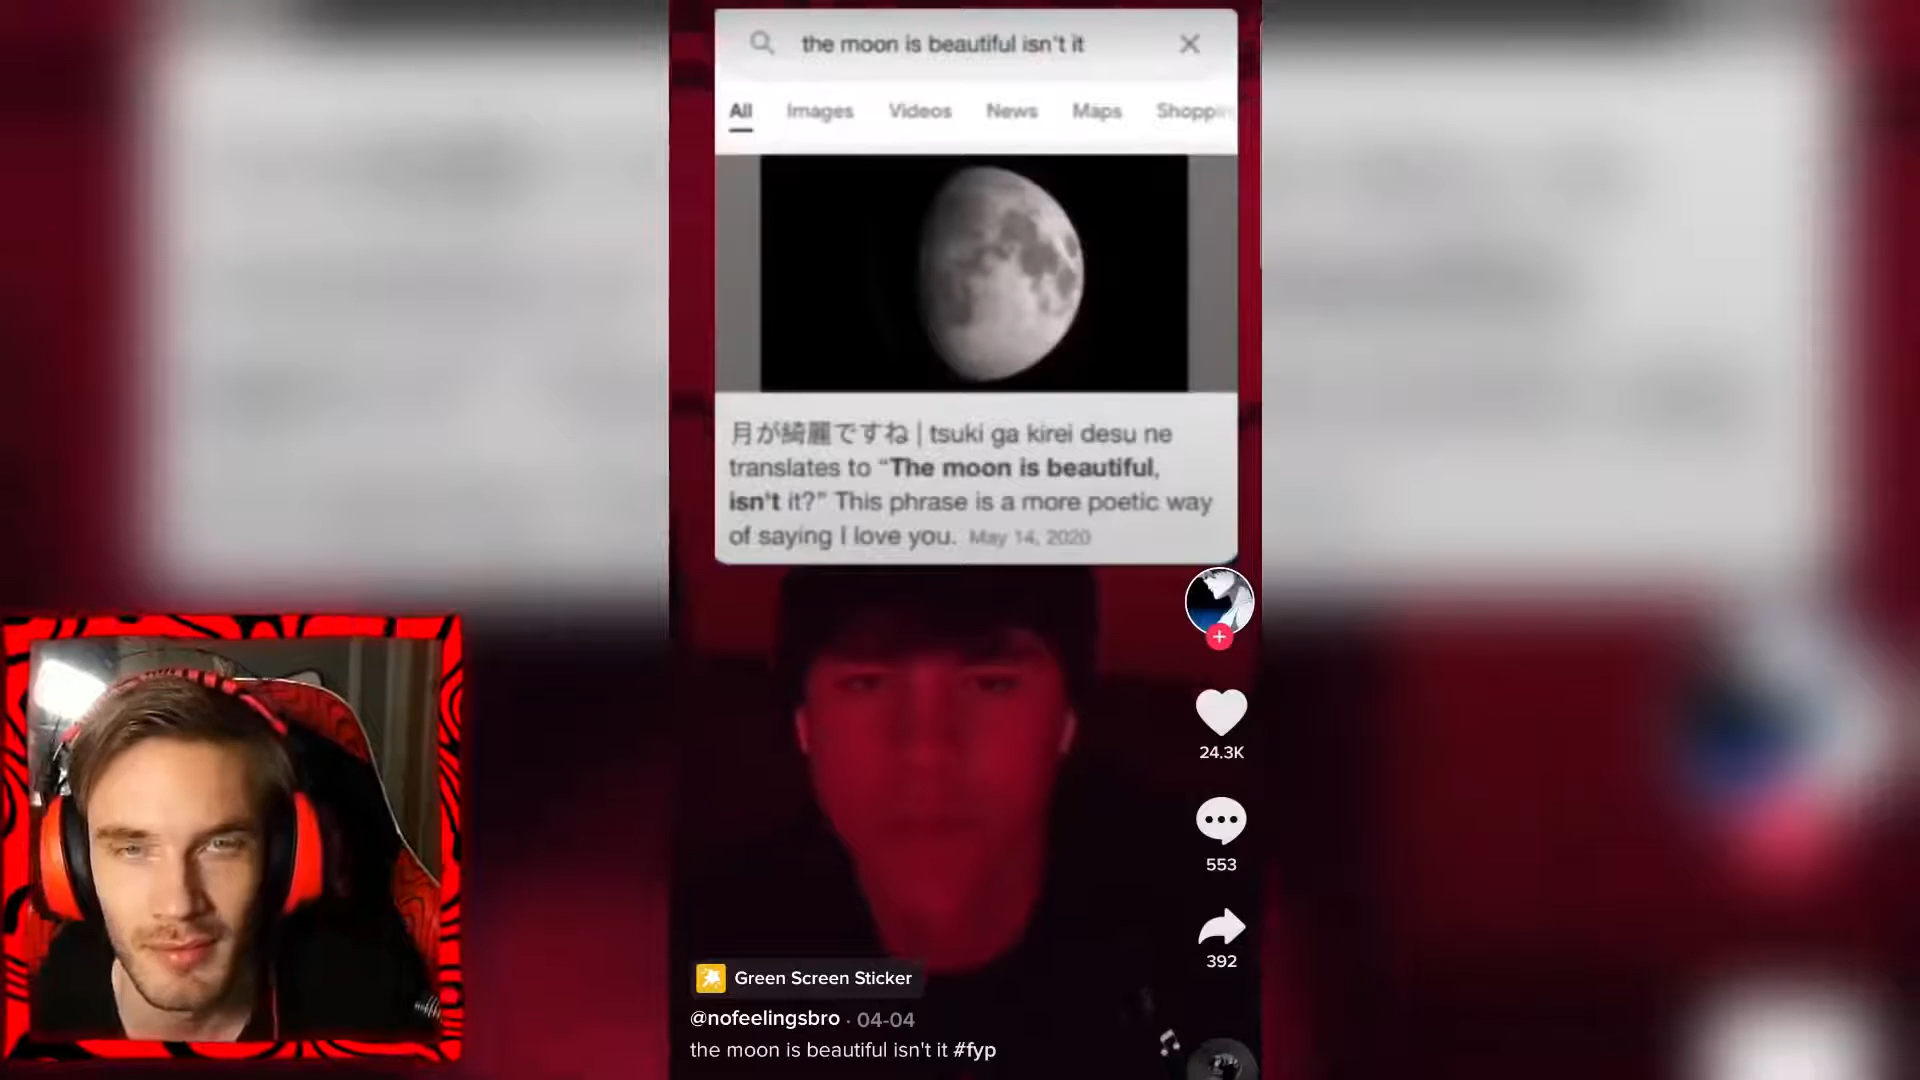 the moon is beautiful isn't it
All Images Videos News Maps Shoppin
月が綺麗ですね | tsuki ga kirei desu ne
translates to “The moon is beautiful,
isn't it?” This phrase is a more poetic way
of saying I love you. May 14, 2020
24.3K
553
392
Green Screen Sticker
@nofeelingsbro · 04-04
the moon is beautiful isn't it #fyp